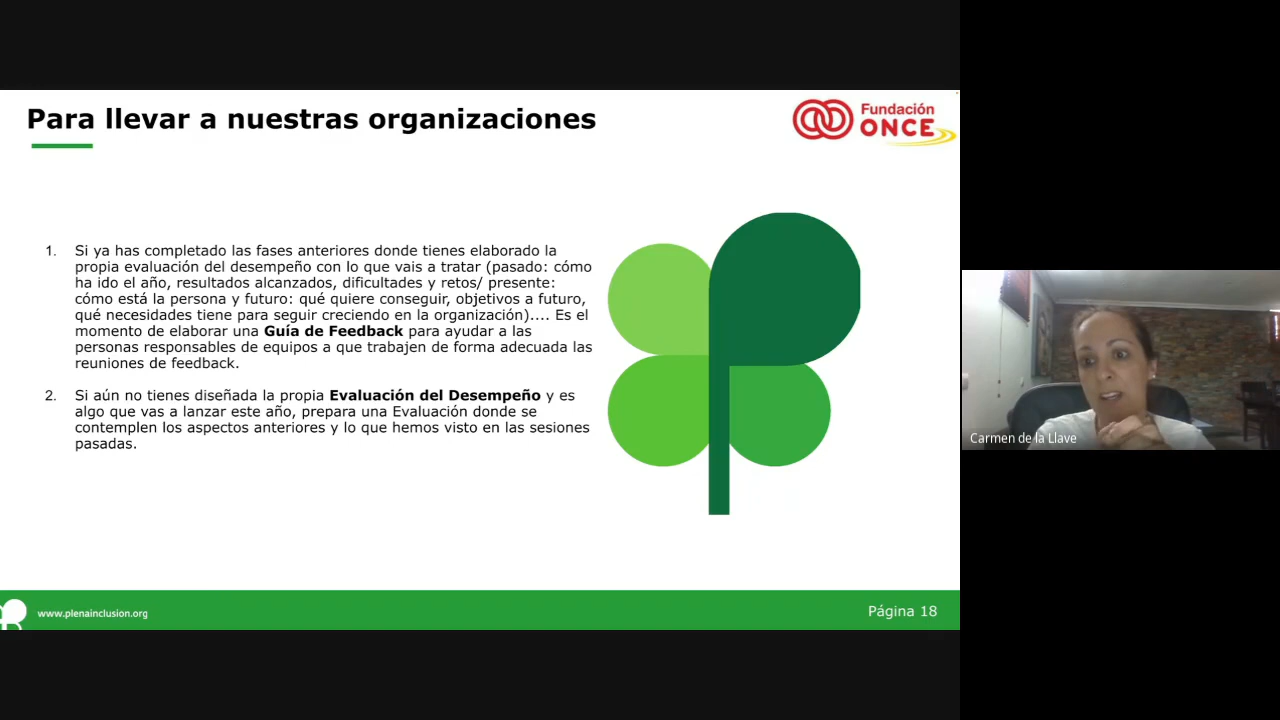 Para llevar a nuestras organizaciones
Fundación
ONCE
1. Si ya has completado las fases anteriores donde tienes elaborado la
propia evaluación del desempeño con lo que vais a tratar (pasado: cómo
ha ido el año, resultados alcanzados, dificultades y retos/ presente:
cómo está la persona y futuro: qué quiere conseguir, objetivos a futuro,
qué necesidades tiene para seguir creciendo en la organización).... Es el
momento de elaborar una Guía de Feedback para ayudar a las
personas responsables de equipos a que trabajen de forma adecuada las
reuniones de feedback.
2. Si aún no tienes diseñada la propia Evaluación del Desempeño y es
algo que vas a lanzar este año, prepara una Evaluación donde se
contemplen los aspectos anteriores y lo que hemos visto en las sesiones
pasadas.
Carmen de la Llave
www.plenainclusion.org
Página 18